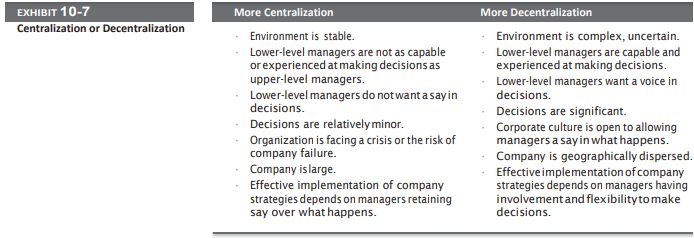 EXHIBIT 10-7
Centralization or Decentralization
More Centralization
· Environment is stable.
· Lower-level managers are not as capable
or experienced at making decisions as
upper-level managers.
· Lower-level managers do not want a say in
decisions.
· Decisions are relatively minor.
· Organization is facing a crisis or the risk of
company failure.
· Company is large.
· Effective implementation of company
strategies depends on managers retaining
say over what happens.
More Decentralization
· Environment is complex, uncertain.
· Lower-level managers are capable and
experienced at making decisions.
· Lower-level managers want a voice in
decisions.
· Decisions are significant.
· Corporate culture is open to allowing
managers a say in what happens.
· Company is geographically dispersed.
· Effective implementation of company
strategies depends on managers having
involvement and flexibility to make
decisions.